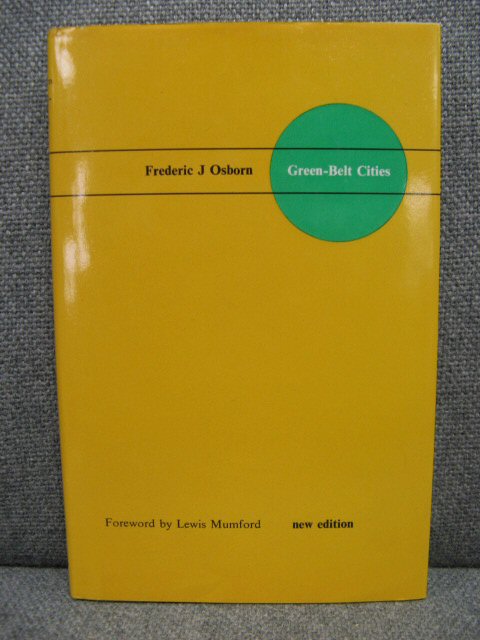 Frederic J Osborn Green-Belt Cities
Foreword by Lewis Mumford new edition